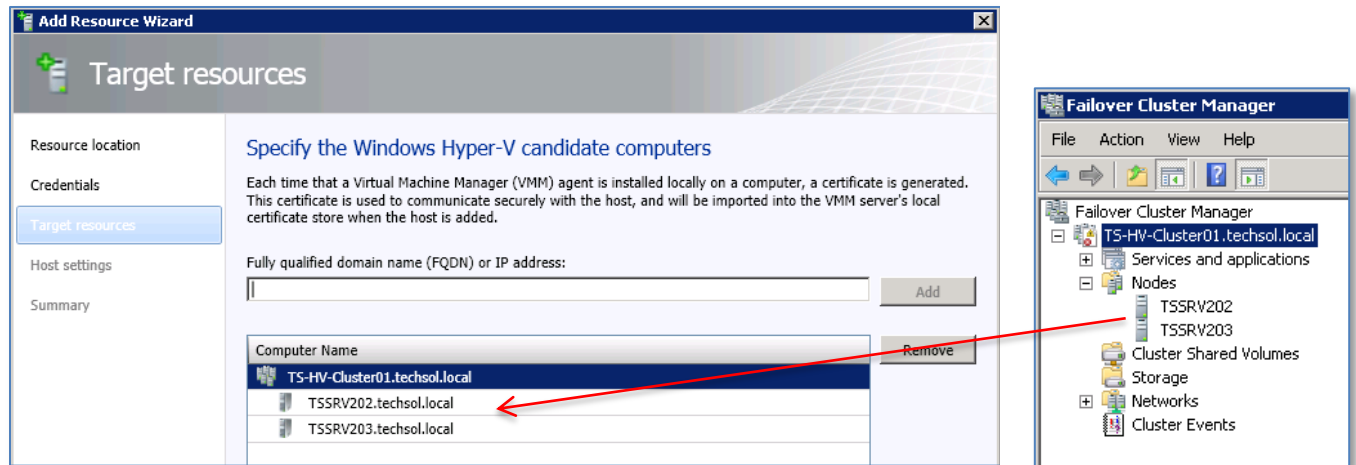 Add Resource Wizard
Target resources
Resource location
Credentials
Target resources
Host settings
Summary
Specify the Windows Hyper-V candidate computers
Each time that a Virtual Machine Manager (VMM) agent is installed locally on a computer, a certificate is generated.
This certificate is used to communicate securely with the host, and will be imported into the VMM server's local
certificate store when the host is added.
Fully qualified domain name (FQDN) or IP address:
Add
Computer Name
Remove
TS-HV-Cluster01.techsol.local
TSSRV202.techsol.local
TSSRV203.techsol.local
Failover Cluster Manager
File Action View Help
Failover Cluster Manager
TS-HV-Cluster01.techsol.local
Services and applications
Nodes
TSSRV202
TSSRV203
Cluster Shared Volumes
Storage
Networks
Cluster Events